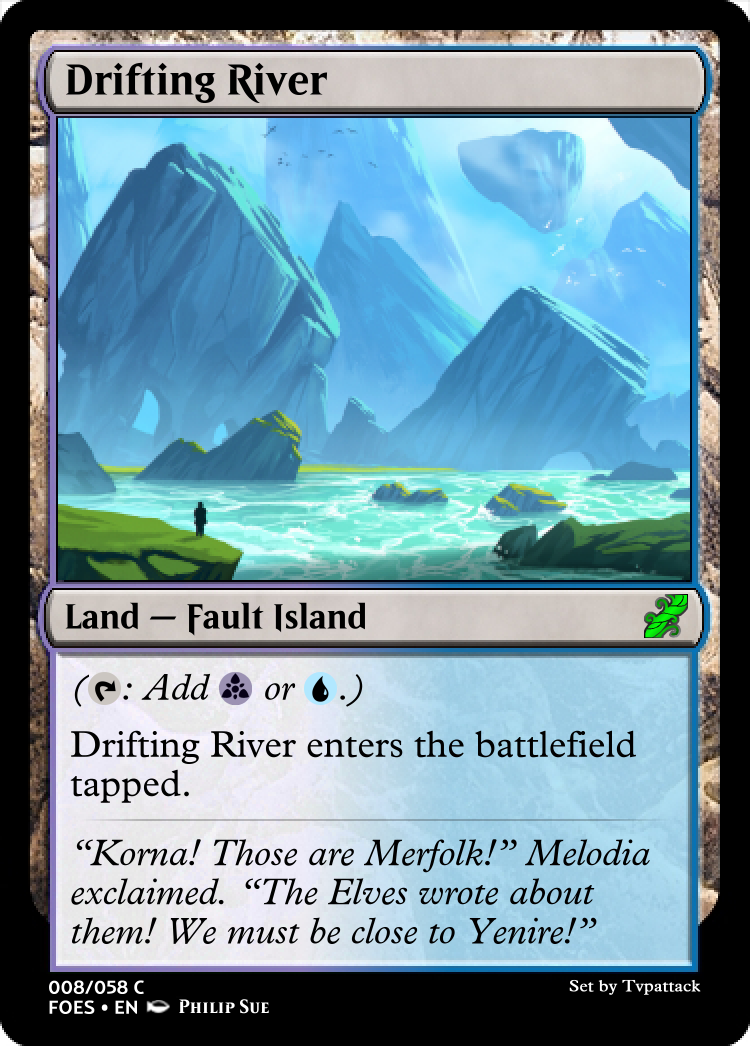 Drifting River
Land — Fault Island
(: Add or .)
Drifting River enters the battlefield
tapped.
“Korna! Those are Merfolk!” Melodia
exclaimed. “The Elves wrote about
them! We must be close to Yenire!”
008/058 C
Set by Tvpattack
FOES • EN Philip Sue